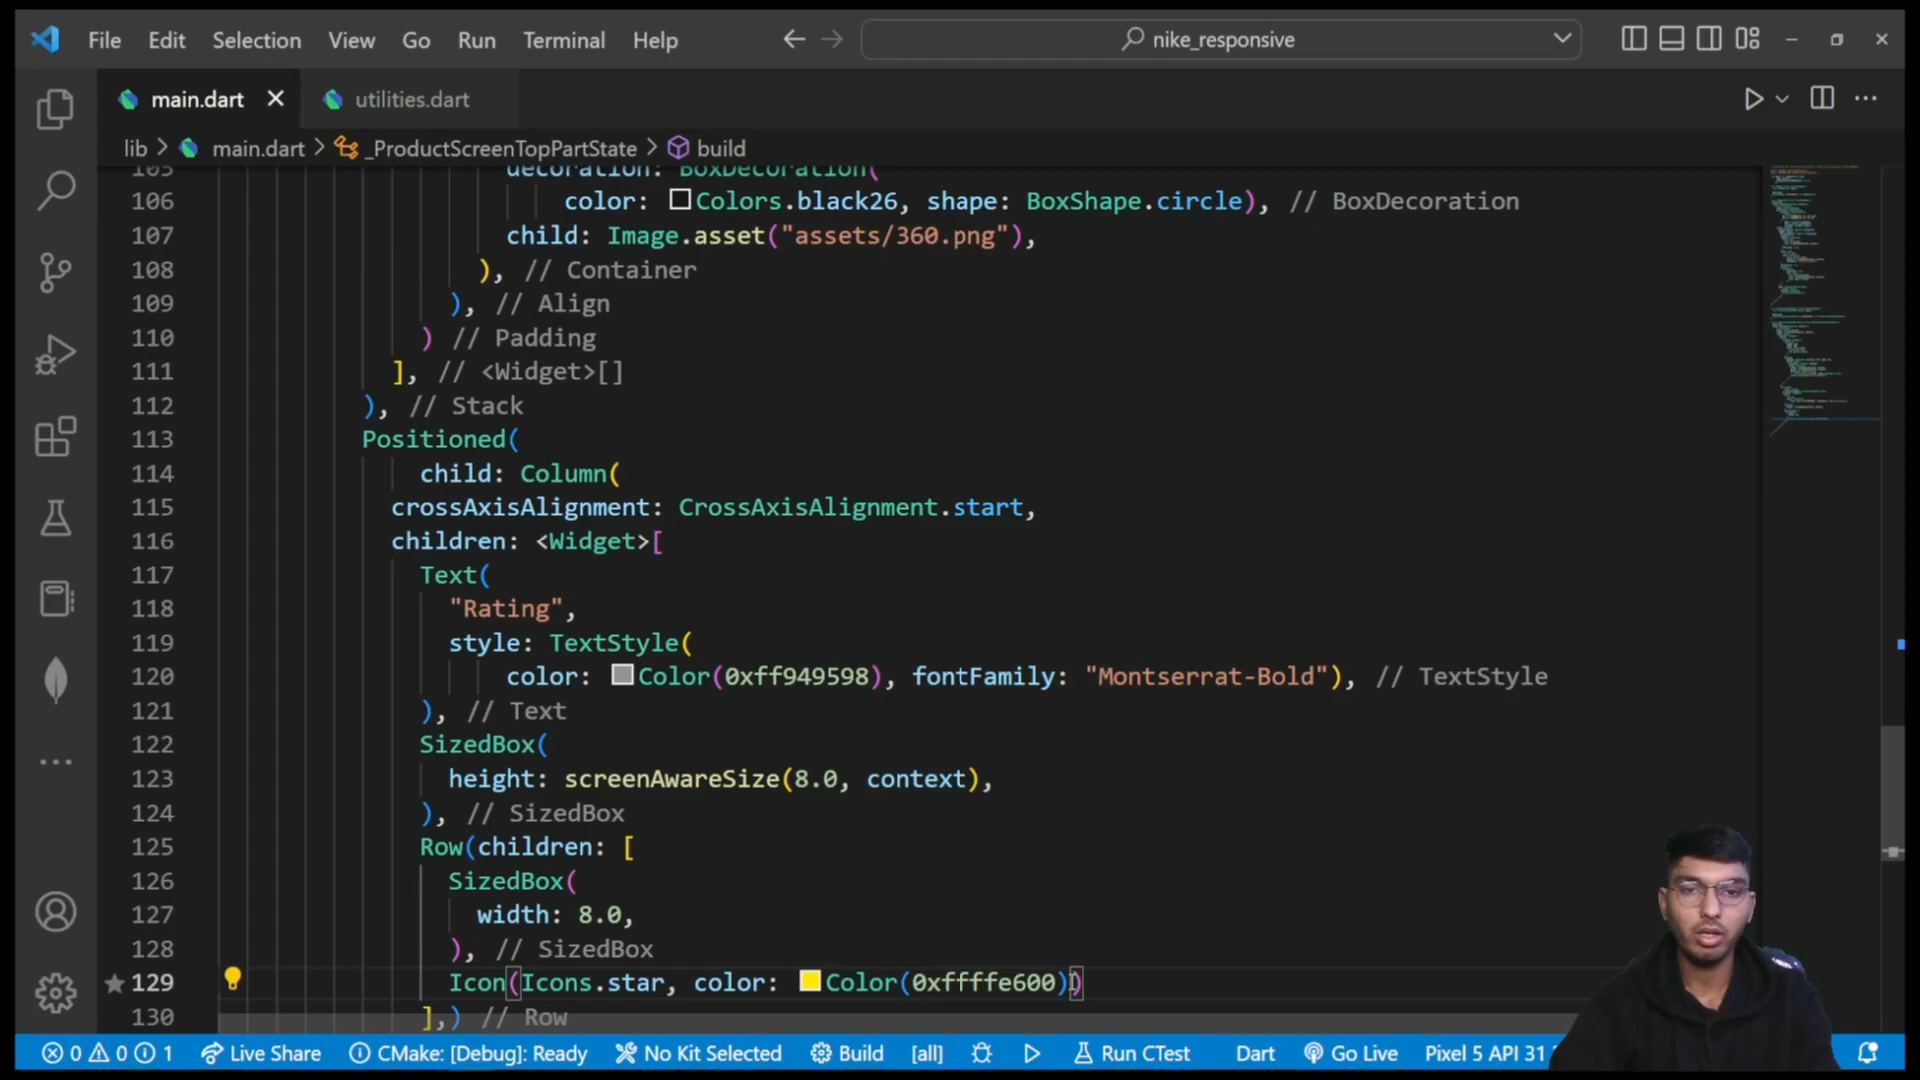 File Edit Selection View Go Run Terminal Help nike_responsive
main.dart utilities.dart
lib > main.dart > _ProductScreenTopPartState > build
105 decoration: BoxDecoration(
106 color: Colors.black26, shape: BoxShape.circle), // BoxDecoration
107 child: Image.asset("assets/360.png"),
108 ), // Container
109 ), // Align
110 ) // Padding
111 ], // <Widget>[]
112 ), // Stack
113 Positioned(
114 child: Column(
115 crossAxisAlignment: CrossAxisAlignment.start,
116 children: <Widget>[
117 Text(
118 "Rating",
119 style: TextStyle(
120 color: Color(0xff949598), fontFamily: "Montserrat-Bold"), // TextStyle
121 ), // Text
122 SizedBox(
123 height: screenAwareSize(8.0, context),
124 ), // SizedBox
125 Row(children: [
126 SizedBox(
127 width: 8.0,
128 ), // SizedBox
129 Icon(Icons.star, color: Color(0xffffe600))
130 ],) // Row
0 0 1 Live Share CMake: [Debug]: Ready No Kit Selected Build [all] Run CTest Dart Go Live Pixel 5 API 31